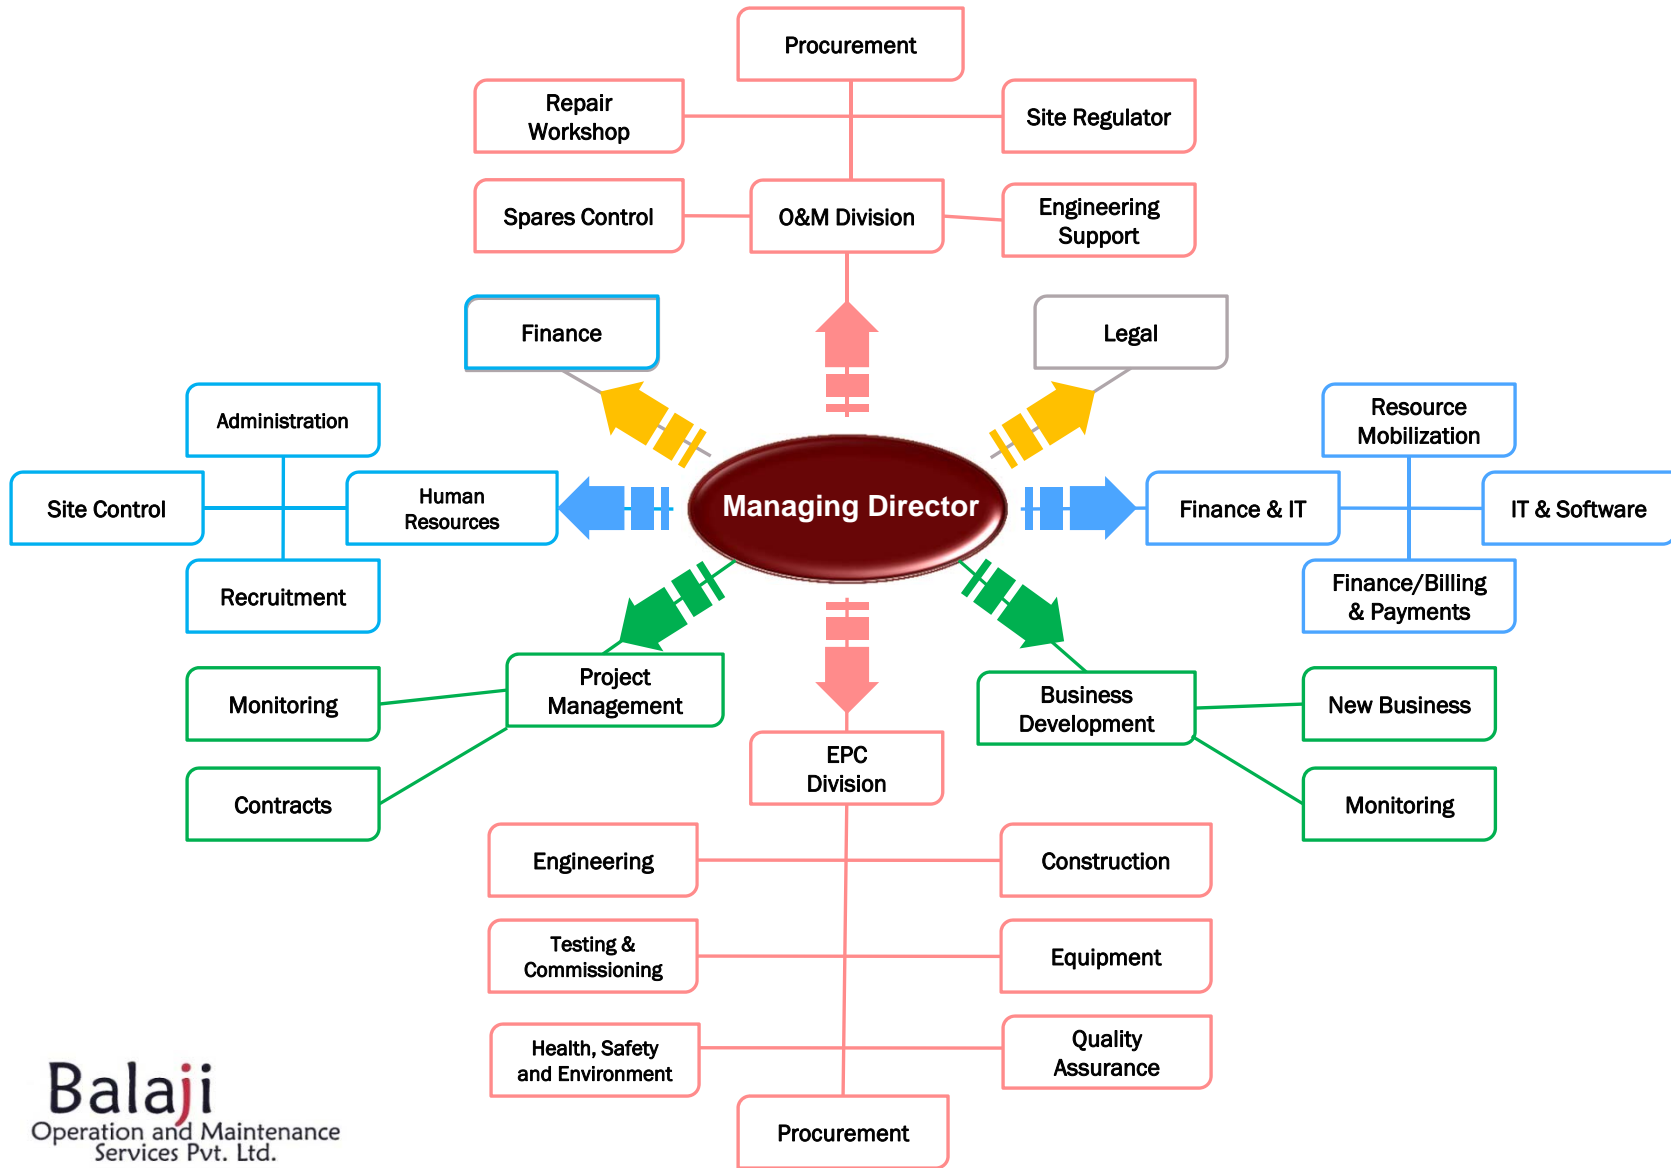 Procurement
Repair
Workshop
Site Regulator
Spares Control
O&M Division
Engineering
Support
Finance
Legal
Administration
Resource
Mobilization
Site Control
Human
Resources
Managing Director
Finance & IT
IT & Software
Recruitment
Finance/Billing
& Payments
Monitoring
Project
Management
Business
Development
New Business
EPC
Division
Contracts
Monitoring
Engineering
Construction
Testing &
Commissioning
Equipment
Health, Safety
and Environment
Quality
Assurance
Procurement
Balaji
Operation and Maintenance
Services Pvt. Ltd.